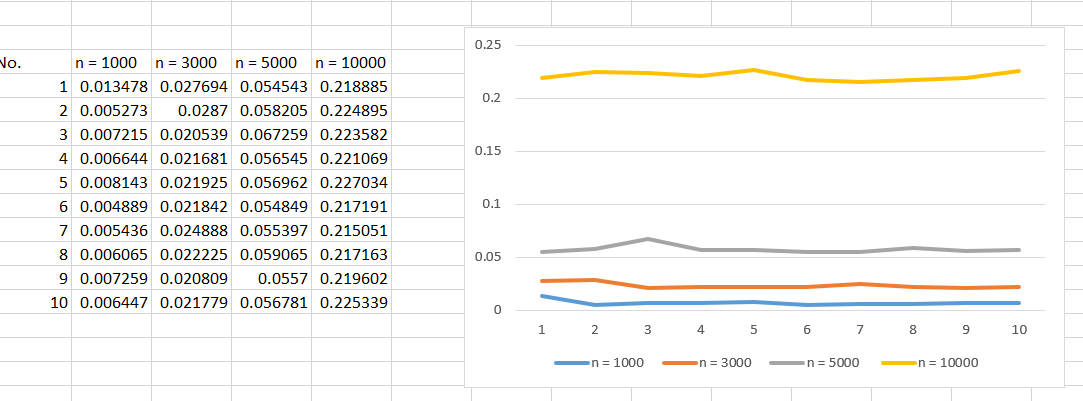 No. n = 1000 n = 3000 n = 5000 n = 10000
1 0.013478 0.027694 0.054543 0.218885
2 0.005273 0.0287 0.058205 0.224895
3 0.007215 0.020539 0.067259 0.223582
4 0.006644 0.021681 0.056545 0.221069
5 0.008143 0.021925 0.056962 0.227034
6 0.004889 0.021842 0.054849 0.217191
7 0.005436 0.024888 0.055397 0.215051
8 0.006065 0.022225 0.059065 0.217163
9 0.007259 0.020809 0.0557 0.219602
10 0.006447 0.021779 0.056781 0.225339
0.25
0.2
0.15
0.1
0.05
0
1 2 3 4 5 6 7 8 9 10
n = 1000 n = 3000 n = 5000 n = 10000